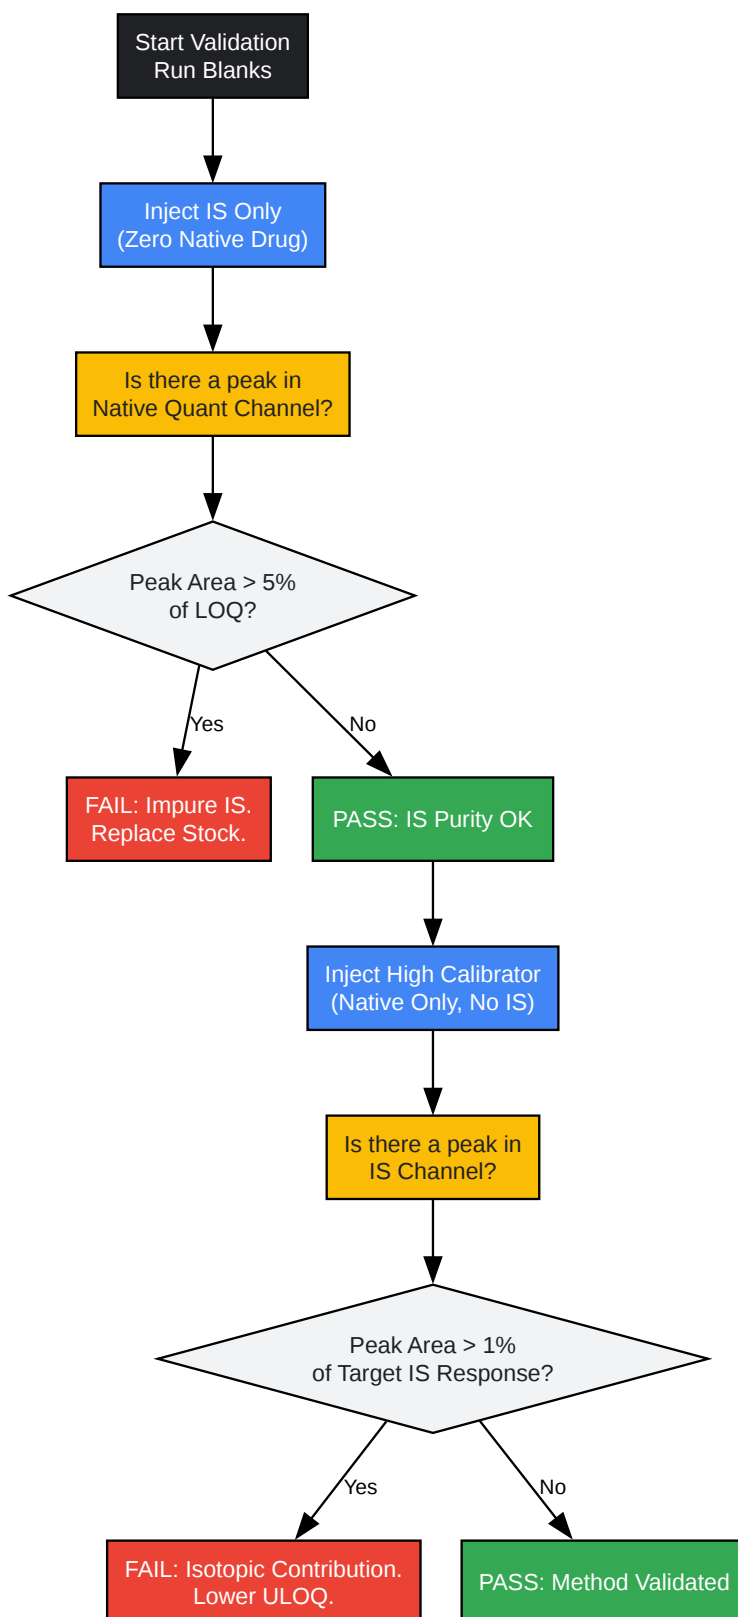 Start Validation
Run Blanks
Inject IS Only
(Zero Native Drug)
Is there a peak in
Native Quant Channel?
Peak Area > 5%
of LOQ?
Yes
No
FAIL: Impure IS.
Replace Stock.
PASS: IS Purity OK
Inject High Calibrator
(Native Only, No IS)
Is there a peak in
IS Channel?
Peak Area > 1%
of Target IS Response?
Yes
No
FAIL: Isotopic Contribution.
Lower ULOQ.
PASS: Method Validated